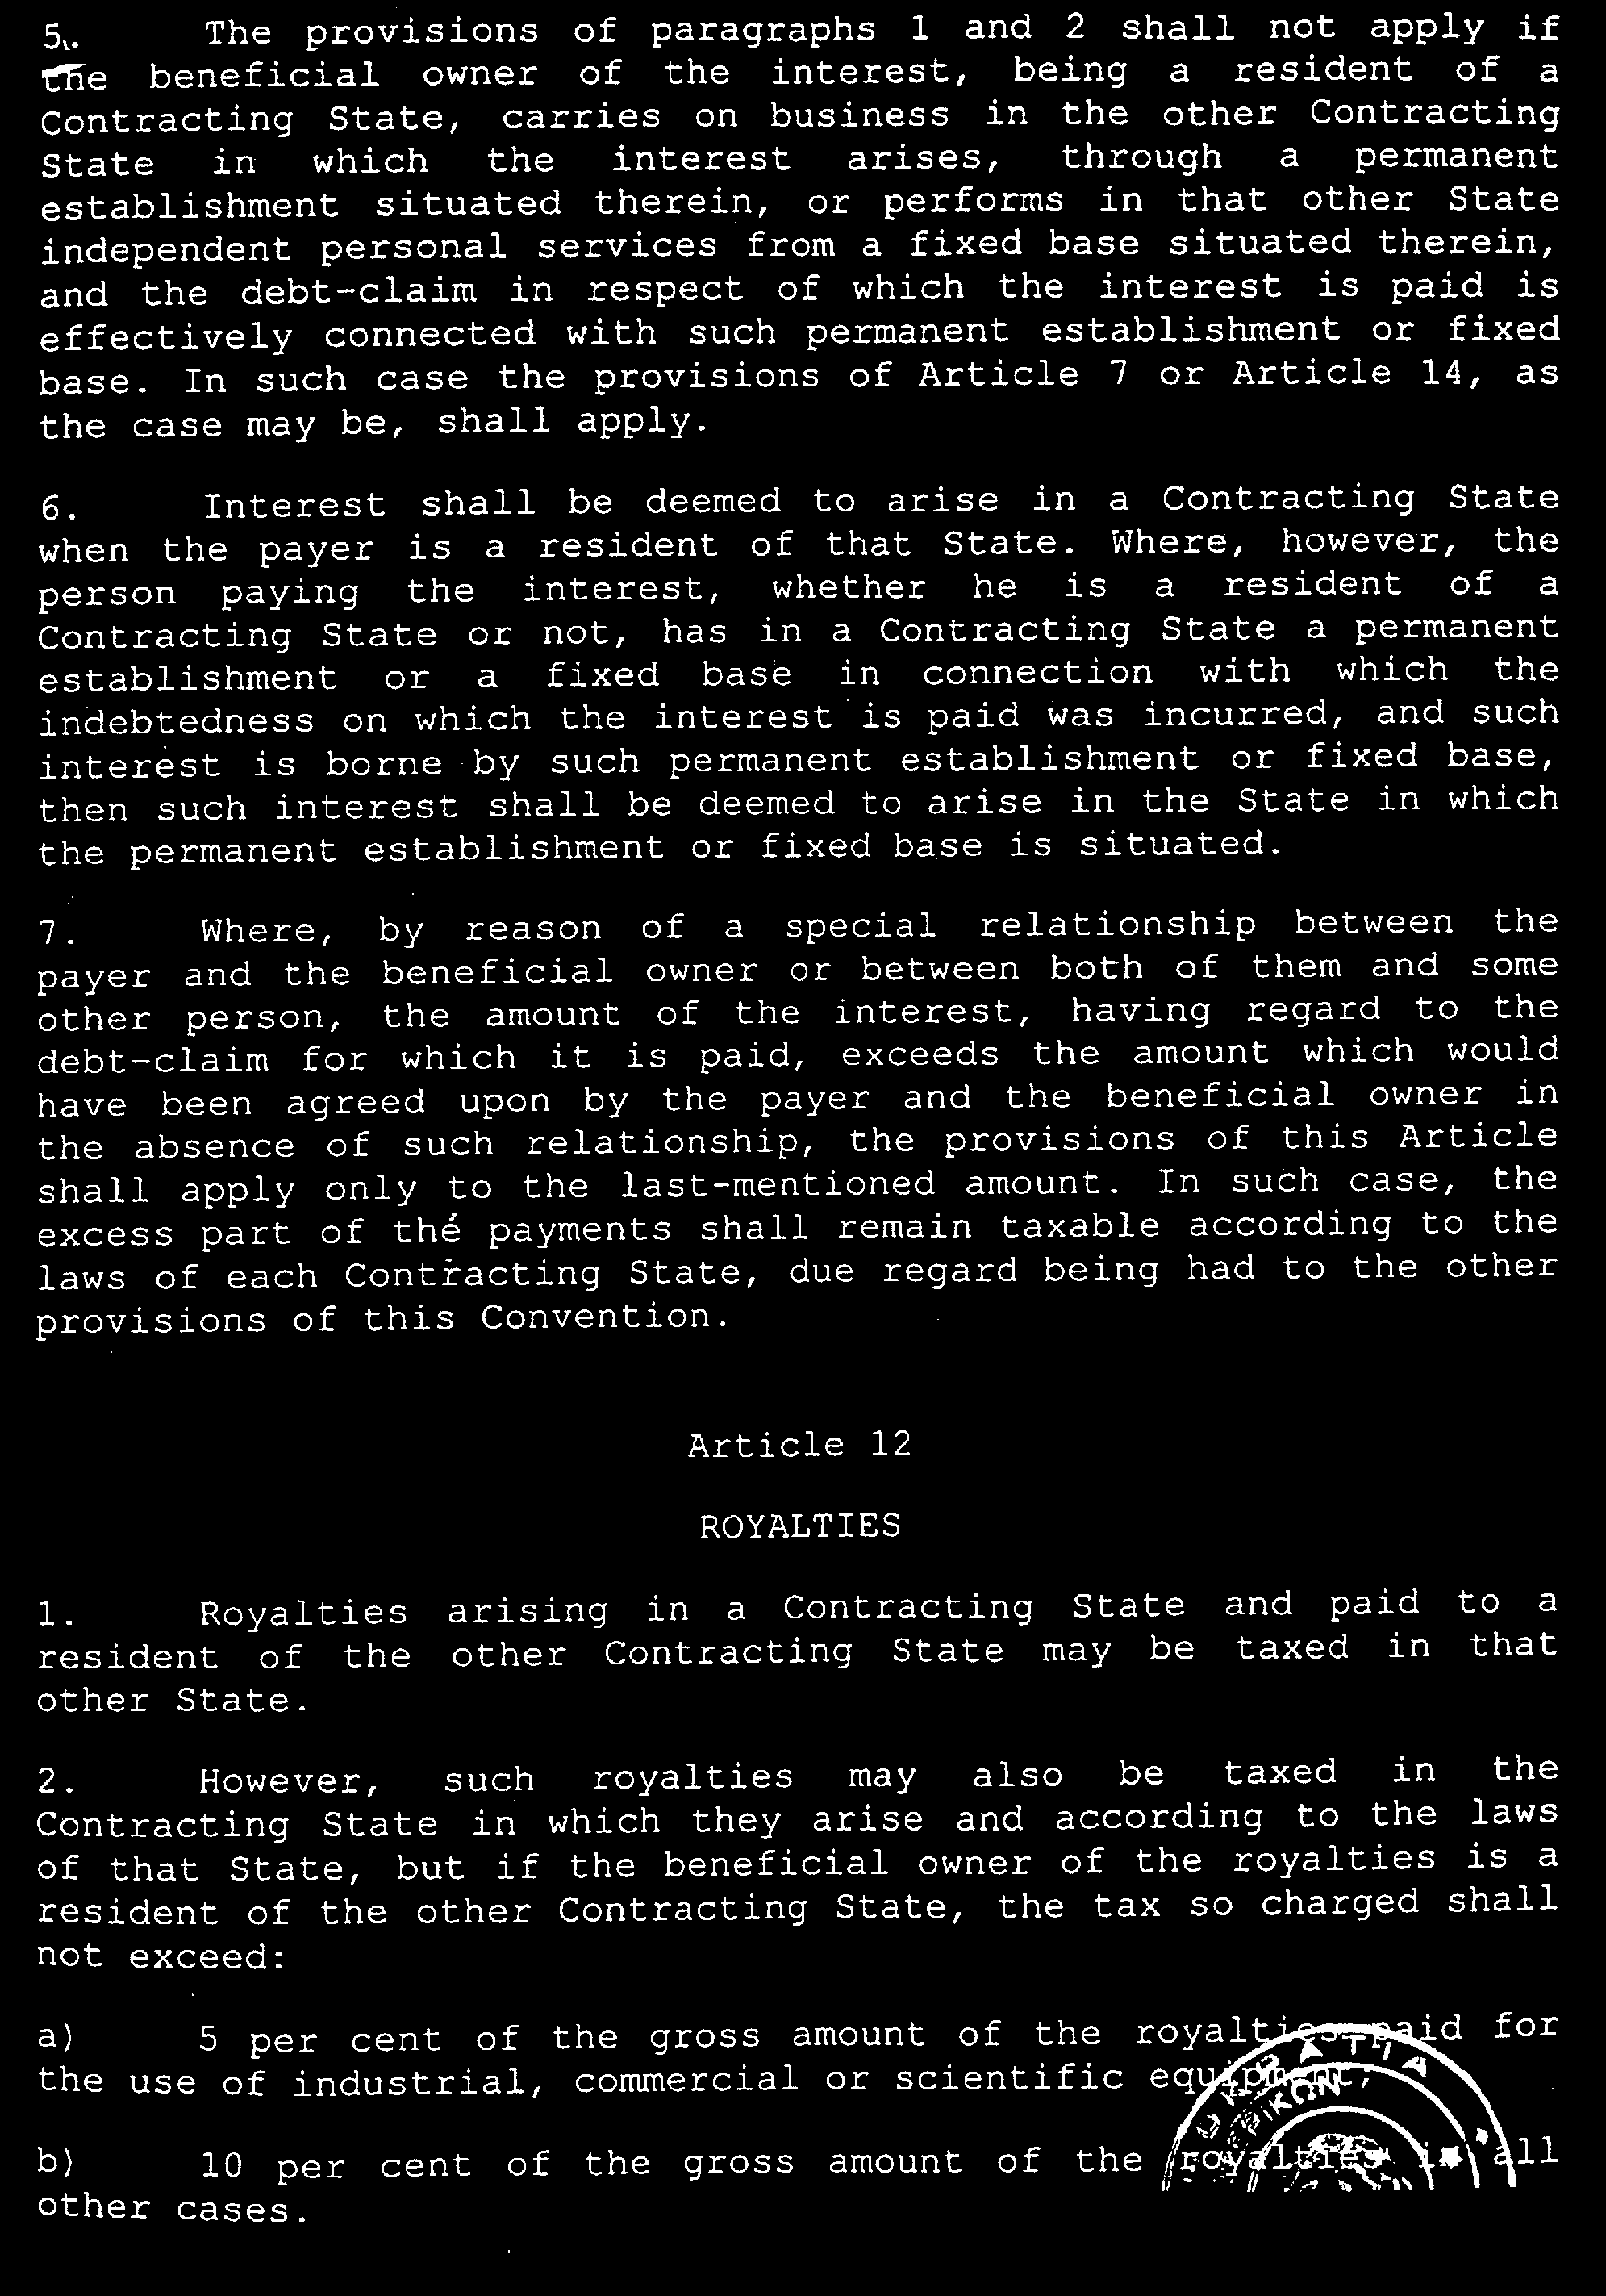 5. The provisions of paragraphs 1 and 2 shall not apply if
the beneficial owner of the interest, being a resident of a
Contracting State, carries on business in the other Contracting
State in which the interest arises, through a permanent
establishment situated therein, or performs in that other State
independent personal services from a fixed base situated therein,
and the debt-claim in respect of which the interest is paid is
effectively connected with such permanent establishment or fixed
base. In such case the provisions of Article 7 or Article 14, as
the case may be, shall apply.
6. Interest shall be deemed to arise in a Contracting State
when the payer is a resident of that State. Where, however, the
person paying the interest, whether he is a resident of a
Contracting State or not, has in a Contracting State a permanent
establishment or a fixed base in connection with which the
indebtedness on which the interest is paid was incurred, and such
interest is borne by such permanent establishment or fixed base,
then such interest shall be deemed to arise in the State in which
the permanent establishment or fixed base is situated.
7. Where, by reason of a special relationship between the
payer and the beneficial owner or between both of them and some
other person, the amount of the interest, having regard to the
debt-claim for which it is paid, exceeds the amount which would
have been agreed upon by the payer and the beneficial owner in
the absence of such relationship, the provisions of this Article
shall apply only to the last-mentioned amount. In such case, the
excess part of the payments shall remain taxable according to the
laws of each Contracting State, due regard being had to the other
provisions of this Convention.
Article 12
ROYALTIES
1. Royalties arising in a Contracting State and paid to a
resident of the other Contracting State may be taxed in that
other State.
2. However, such royalties may also be taxed in the
Contracting State in which they arise and according to the laws
of that State, but if the beneficial owner of the royalties is a
resident of the other Contracting State, the tax so charged shall
not exceed:
a) 5 per cent of the gross amount of the royalties paid for
the use of industrial, commercial or scientific equipment;
b) 10 per cent of the gross amount of the royalties in all
other cases.